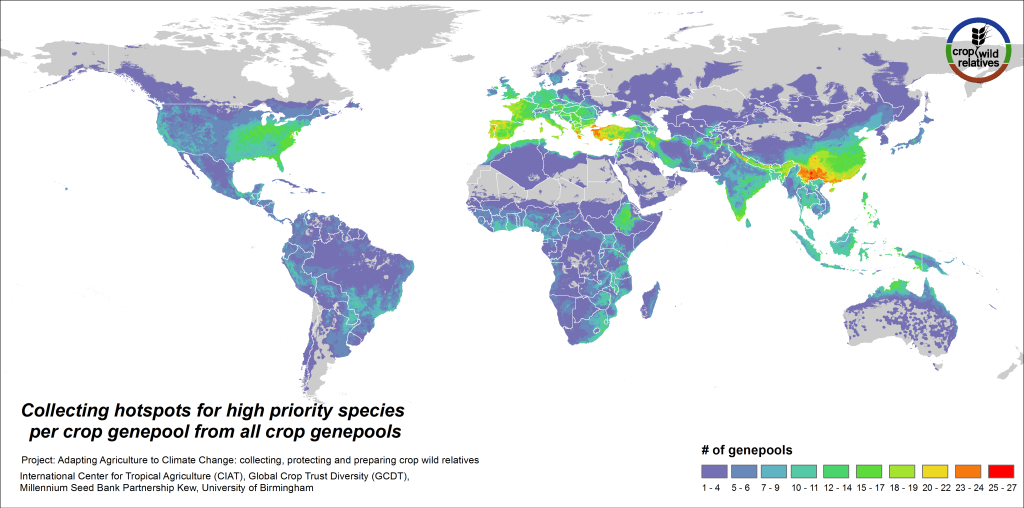 crop wild
relatives
Collecting hotspots for high priority species
per crop genepool from all crop genepools
Project: Adapting Agriculture to Climate Change: collecting, protecting and preparing crop wild relatives
International Center for Tropical Agriculture (CIAT), Global Crop Trust Diversity (GCDT),
Millennium Seed Bank Partnership Kew, University of Birmingham
# of genepools
1 - 4 5 - 6 7 - 9 10 - 11 12 - 14 15 - 17 18 - 19 20 - 22 23 - 24 25 - 27